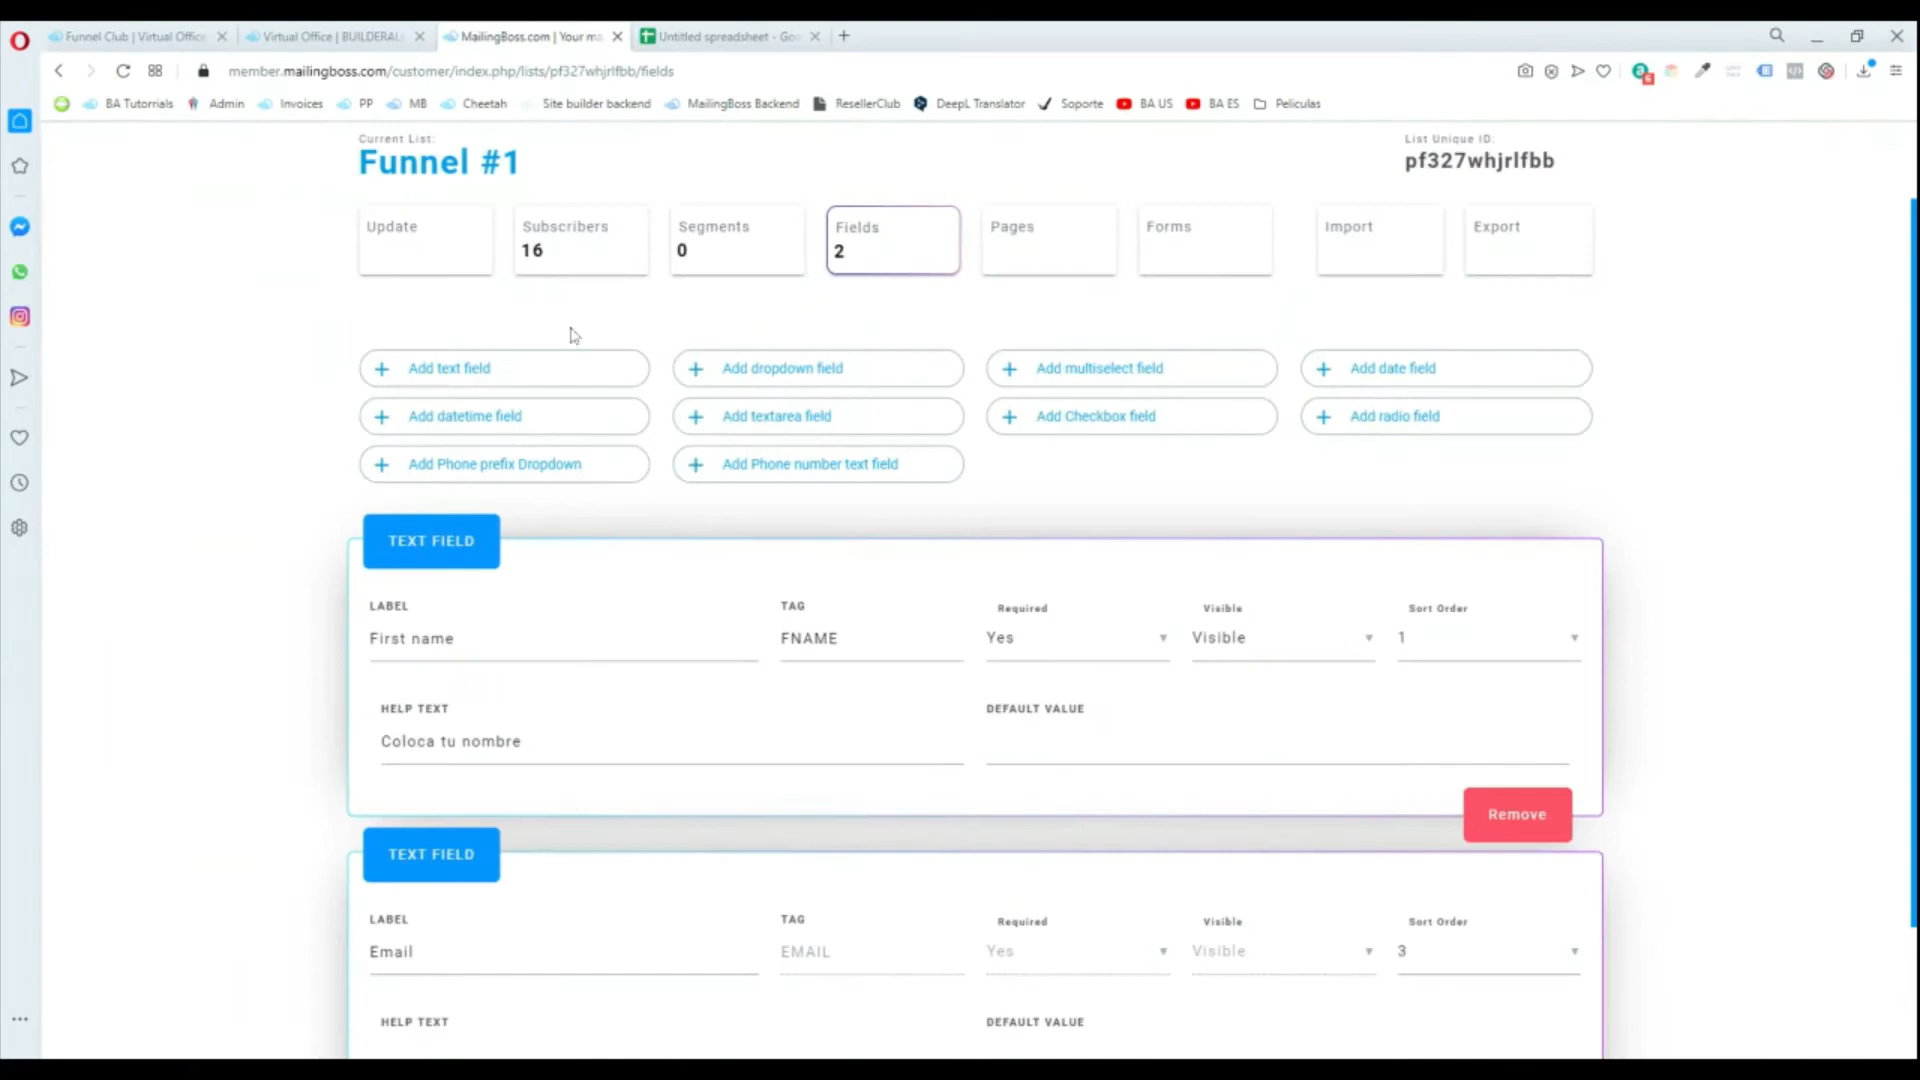 Funnel Club | Virtual Office
Virtual Office | BUILDERAL
MailingBoss.com | Your ma
Untitled spreadsheet - Goo
member.mailingboss.com/customer/index.php/lists/pf327whjrlfbb/fields
BA Tutorrials
Admin
Invoices
PP
MB
Cheetah
Site builder backend
MailingBoss Backend
ResellerClub
DeepL Translator
Soporte
BA US
BA ES
Peliculas
Current List:
Funnel #1
List Unique ID:
pf327whjrlfbb
Update
Subscribers
16
Segments
0
Fields
2
Pages
Forms
Import
Export
+ Add text field
+ Add dropdown field
+ Add multiselect field
+ Add date field
+ Add datetime field
+ Add textarea field
+ Add Checkbox field
+ Add radio field
+ Add Phone prefix Dropdown
+ Add Phone number text field
TEXT FIELD
LABEL
TAG
Required
Visible
Sort Order
First name
FNAME
Yes
Visible
1
HELP TEXT
DEFAULT VALUE
Coloca tu nombre
Remove
TEXT FIELD
LABEL
TAG
Required
Visible
Sort Order
Email
EMAIL
Yes
Visible
3
HELP TEXT
DEFAULT VALUE